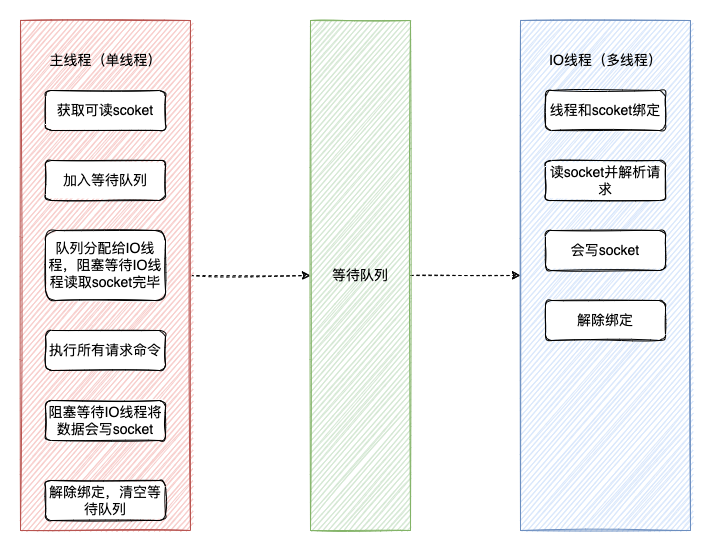 主线程（单线程）
获取可读scoket
加入等待队列
队列分配给IO线
程，阻塞等待IO线
程读取socket完毕
执行所有请求命令
阻塞等待IO线程将
数据会写socket
解除绑定，清空等
待队列
等待队列
IO线程（多线程）
线程和scoket绑定
读socket并解析请
求
会写socket
解除绑定